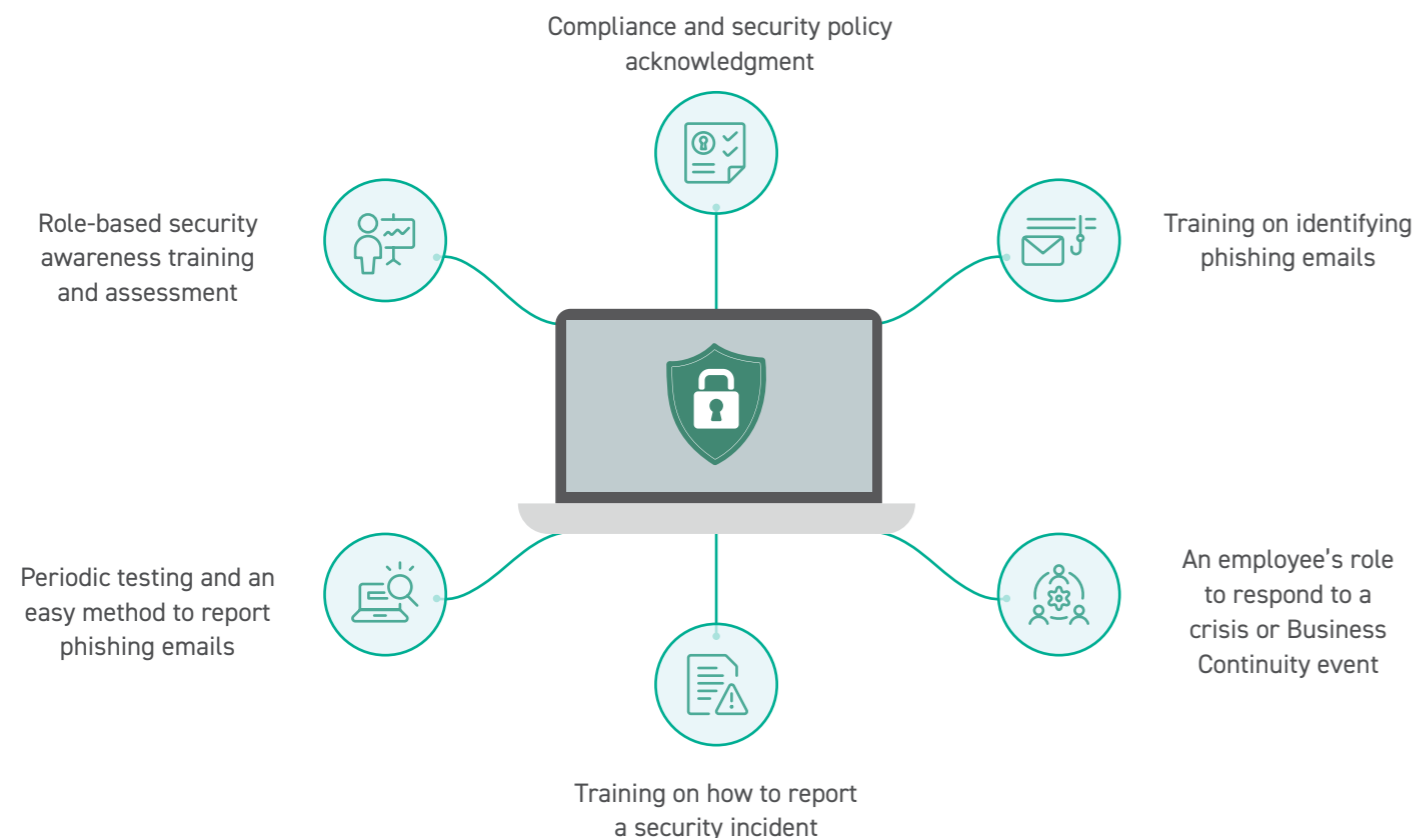 Compliance and security policy
acknowledgment
Role-based security
awareness training
and assessment
Training on identifying
phishing emails
Periodic testing and an
easy method to report
phishing emails
An employee's role
to respond to a
crisis or Business
Continuity event
Training on how to report
a security incident